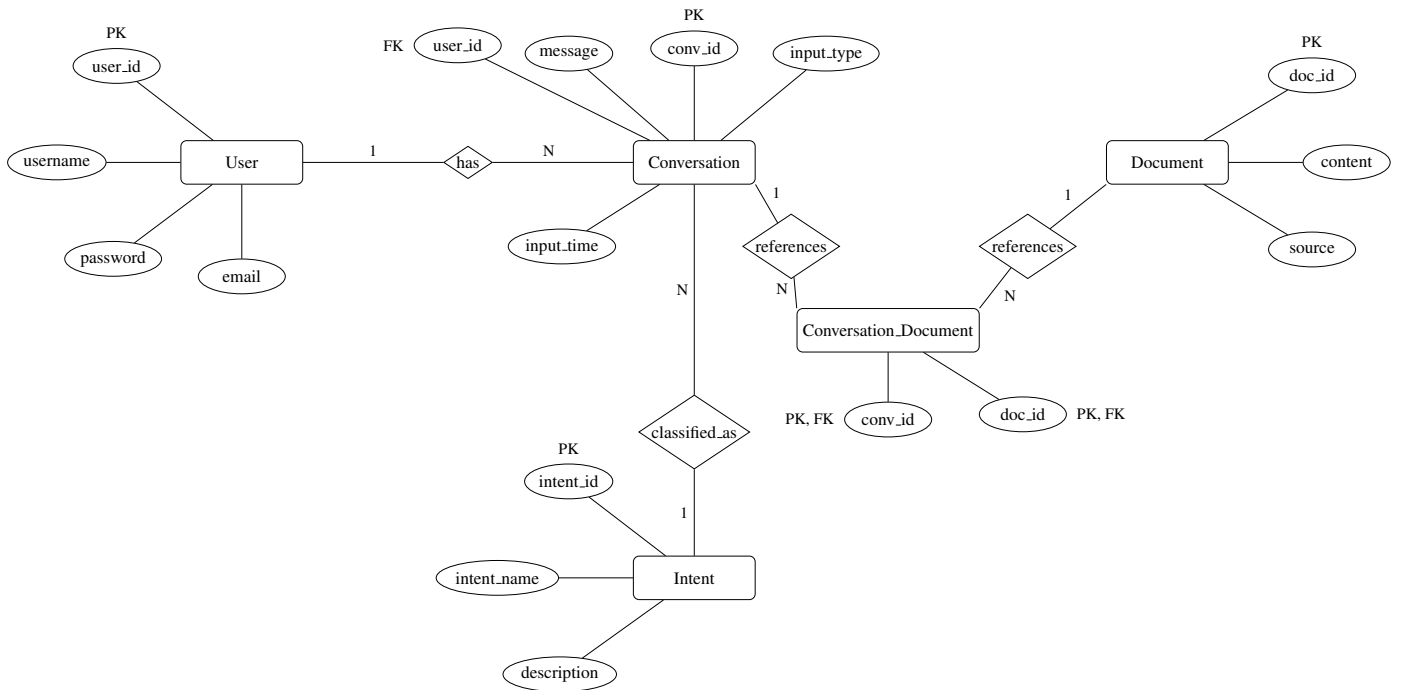 PK
user_id
username
User
password
email
1
has
N
FK
user_id
message
PK
conv_id
input_type
Conversation
input_time
1
references
N
PK
doc_id
Document
content
source
1
references
N
Conversation_Document
PK, FK
conv_id
doc_id
PK, FK
N
classified_as
1
PK
intent_id
intent_name
Intent
description